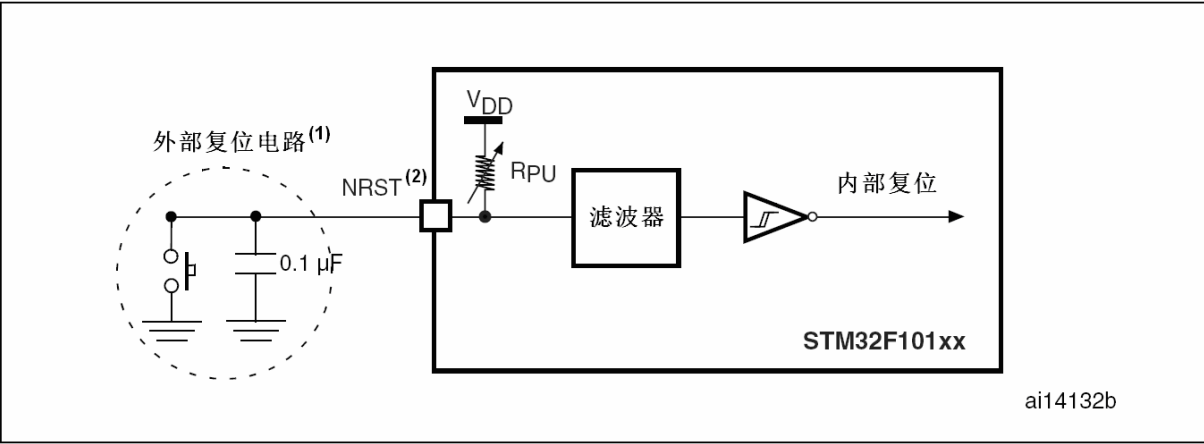 VDD
外部复位电路(1)
NRST(2)
RPU
滤波器
内部复位
0.1 µF
STM32F101xx
ai14132b